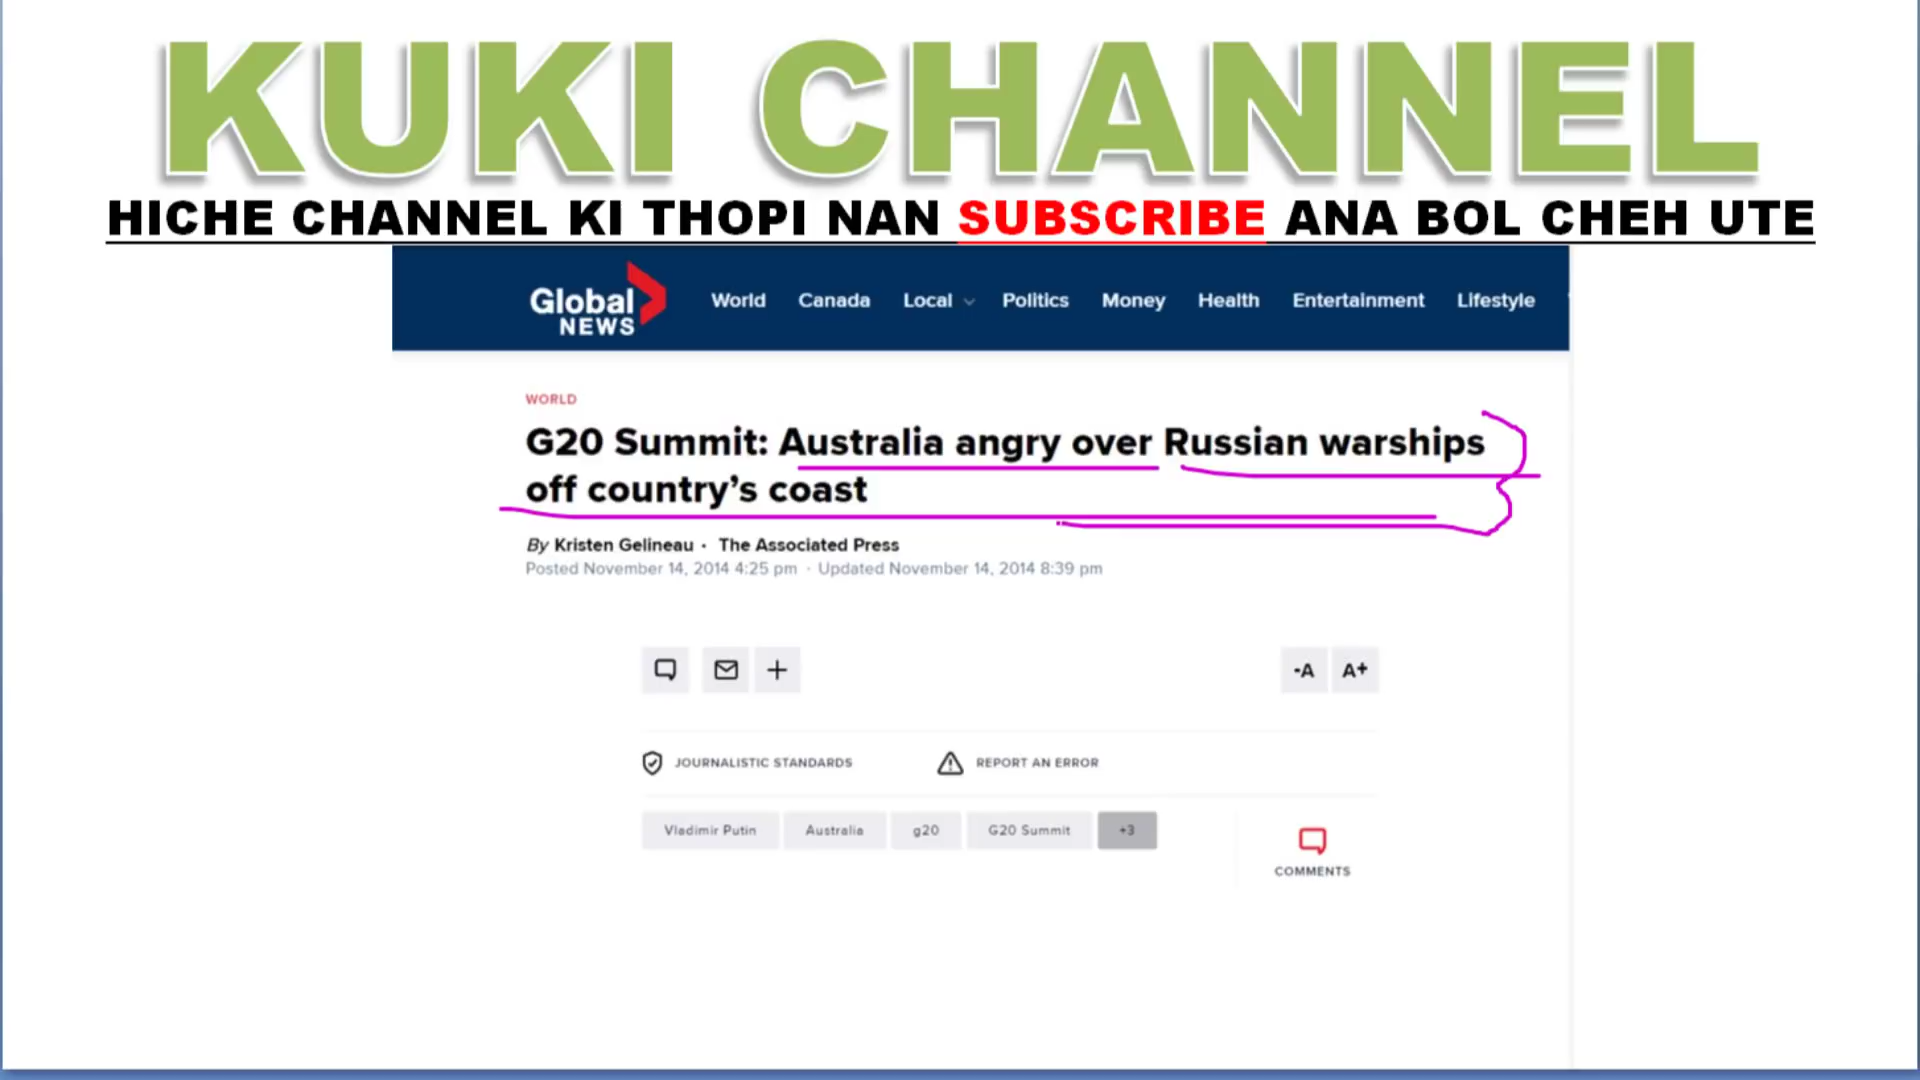 KUKI CHANNEL
HICHE CHANNEL KI THOPI NAN SUBSCRIBE ANA BOL CHEH UTE
Global NEWS World Canada Local Politics Money Health Entertainment Lifestyle
WORLD
G20 Summit: Australia angry over Russian warships
off country’s coast
By Kristen Gelineau · The Associated Press
Posted November 14, 2014 4:25 pm · Updated November 14, 2014 8:39 pm
-A A+
JOURNALISTIC STANDARDS REPORT AN ERROR
Vladimir Putin Australia g20 G20 Summit +3
COMMENTS